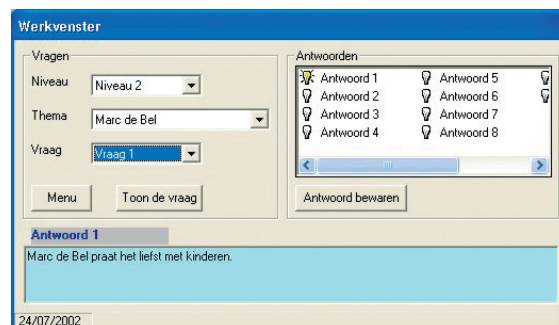 Werkvenster
Vragen
Niveau
Niveau 2
Thema
Marc de Bel
Vraag
Vraag 1
Menu
Toon de vraag
Antwoorden
Antwoord 1
Antwoord 2
Antwoord 3
Antwoord 4
Antwoord 5
Antwoord 6
Antwoord 7
Antwoord 8
Antwoord bewaren
Antwoord 1
Marc de Bel praat het liefst met kinderen.
24/07/2002